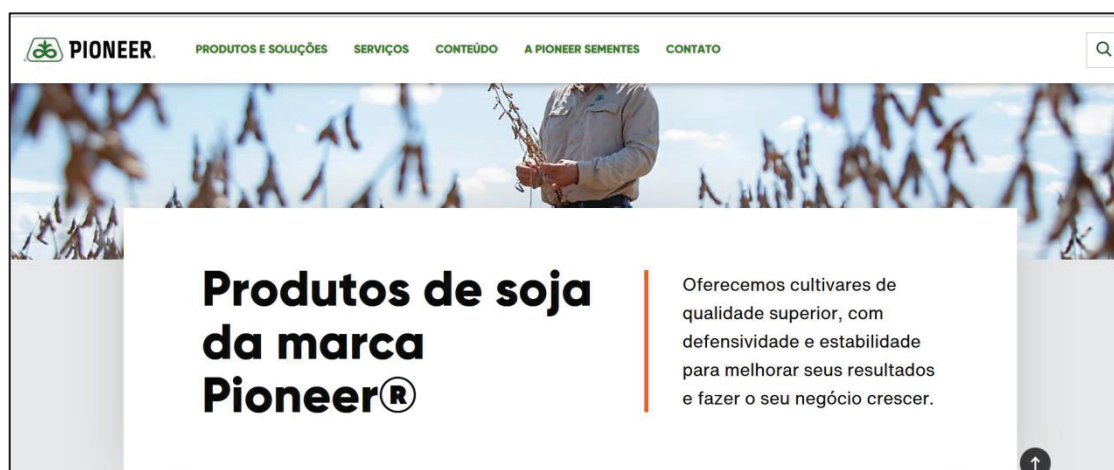 PIONEER.
PRODUTOS E SOLUÇÕES SERVIÇOS CONTEÚDO A PIONEER SEMENTES CONTATO
Produtos de soja
da marca
Pioneer®
Oferecemos cultivares de
qualidade superior, com
defensividade e estabilidade
para melhorar seus resultados
e fazer o seu negócio crescer.